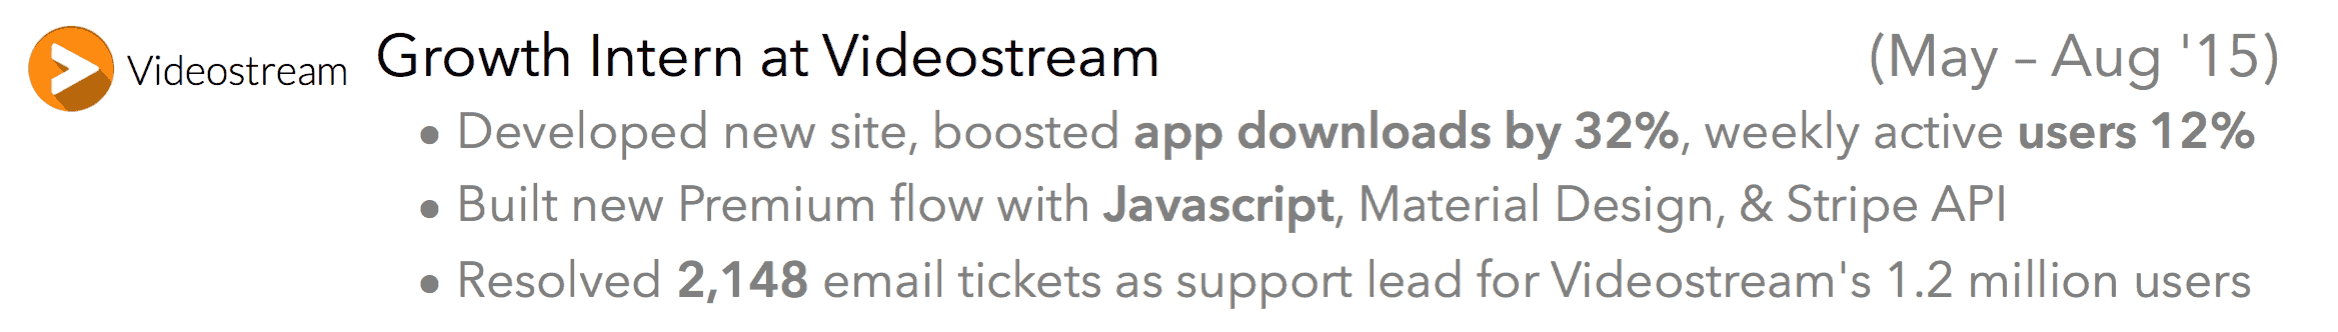 Videostream
Growth Intern at Videostream (May – Aug '15)
• Developed new site, boosted app downloads by 32%, weekly active users 12%
• Built new Premium flow with Javascript, Material Design, & Stripe API
• Resolved 2,148 email tickets as support lead for Videostream's 1.2 million users